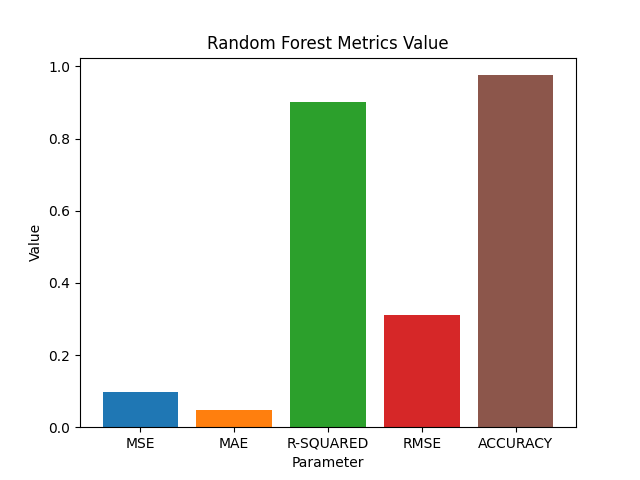 Random Forest Metrics Value
1.0
0.8
0.6
0.4
0.2
0.0
Value
MSE MAE R-SQUARED RMSE ACCURACY
Parameter